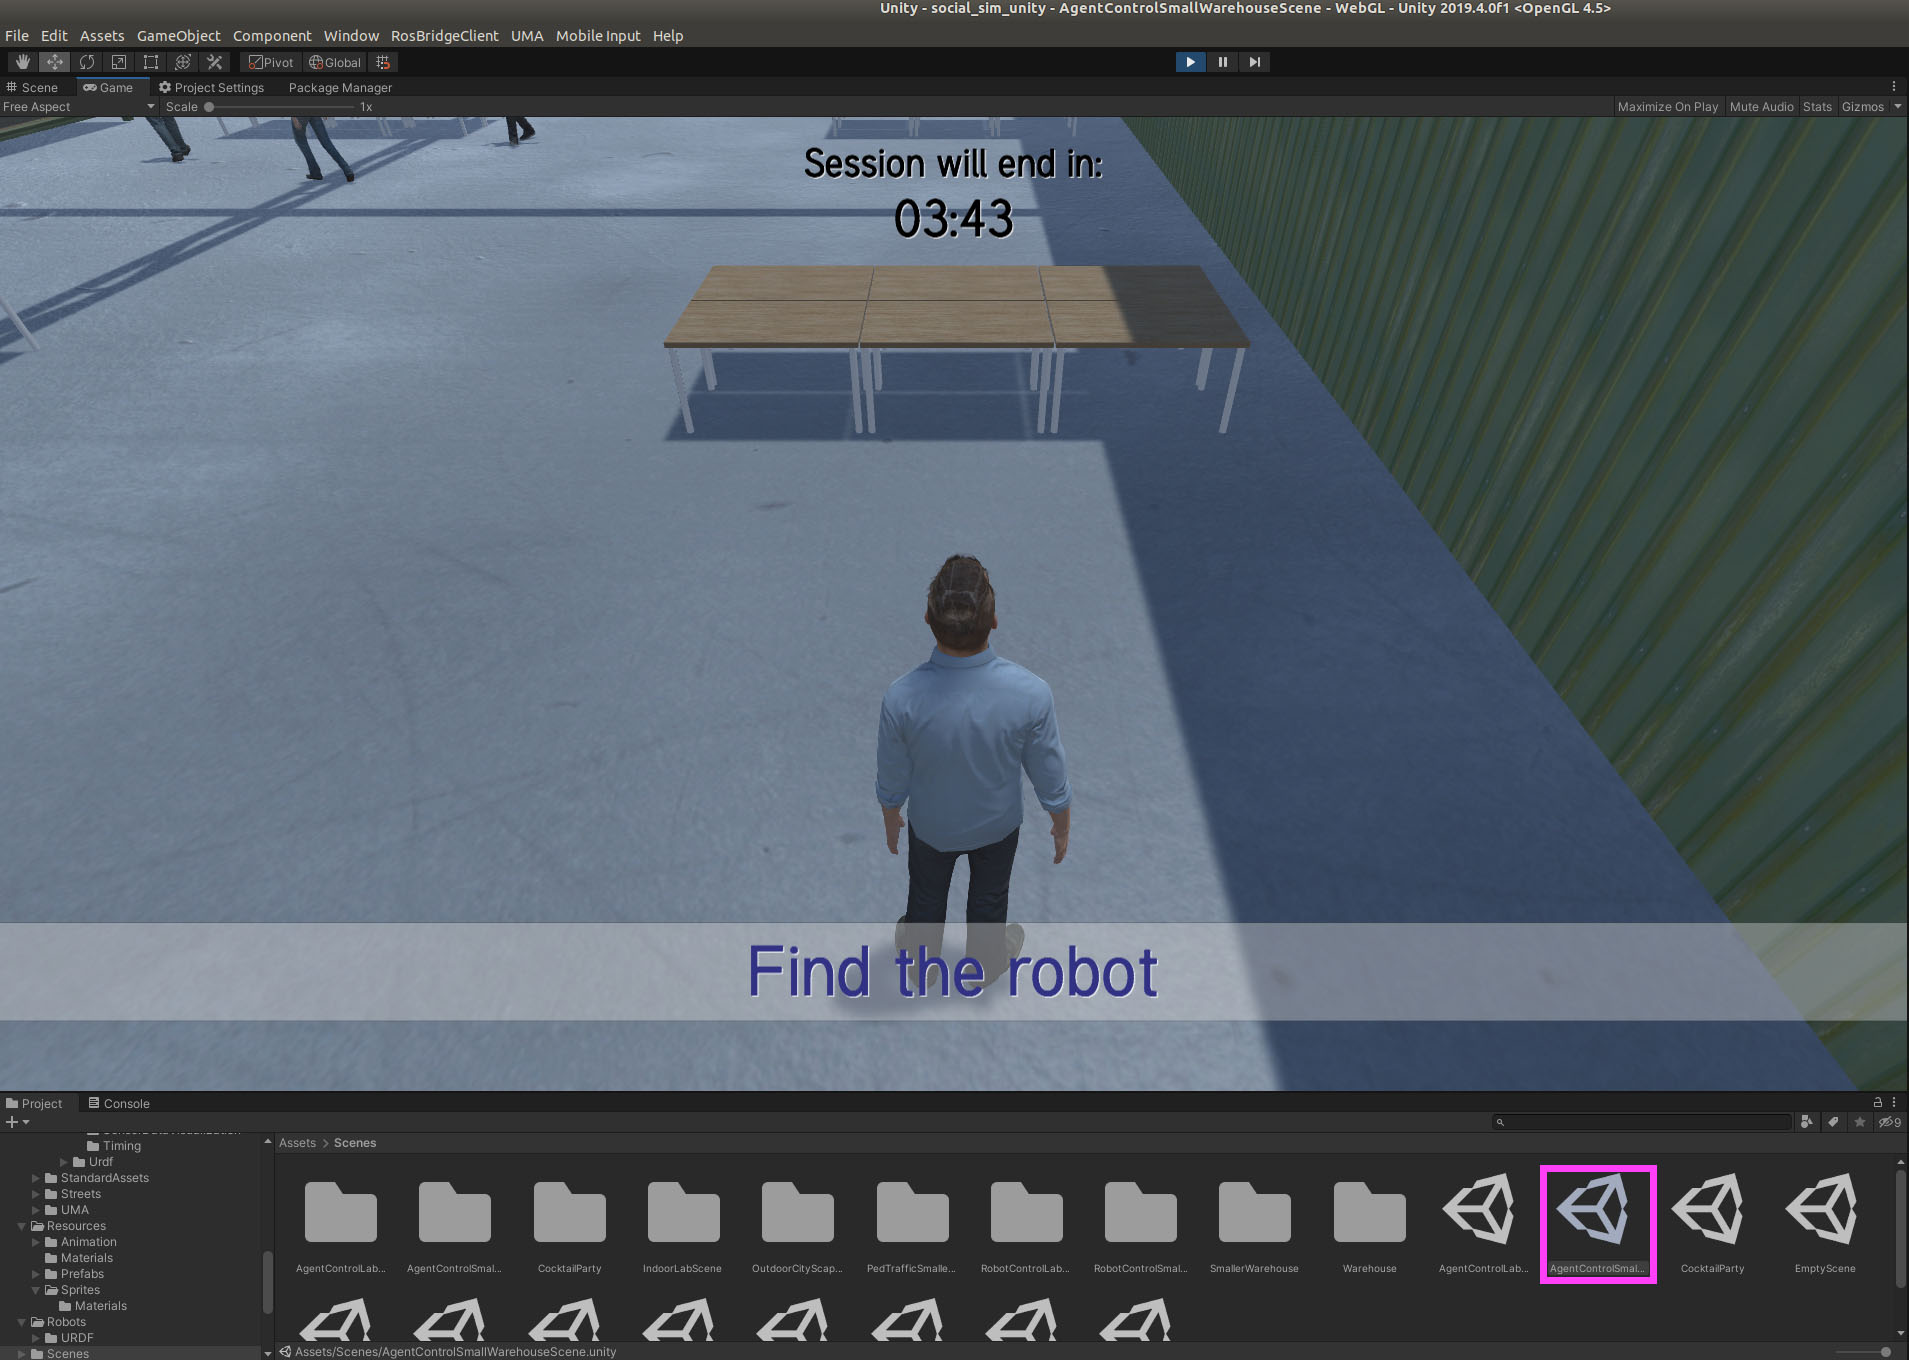 Unity - social_sim_unity - AgentControlSmallWarehouseScene - WebGL - Unity 2019.4.0f1 <OpenGL 4.5>
File Edit Assets GameObject Component Window RosBridgeClient UMA Mobile Input Help
Pivot Global
Scene Game Project Settings Package Manager
Free Aspect Scale 1x Maximize On Play Mute Audio Stats Gizmos
Session will end in:
03:43
Find the robot
Project Console
9
Assets > Scenes
Timing
Urdf
StandardAssets
Streets
UMA
Resources
Animation
Materials
Prefabs
Sprites
Materials
Robots
URDF
Scenes
AgentControlLab... AgentControlSmal... CocktailParty IndoorLabScene OutdoorCityScap... PedTrafficSmalle... RobotControlLab... RobotControlSmal... SmallerWarehouse Warehouse AgentControlLab... AgentControlSmal... CocktailParty EmptyScene
Assets/Scenes/AgentControlSmallWarehouseScene.unity